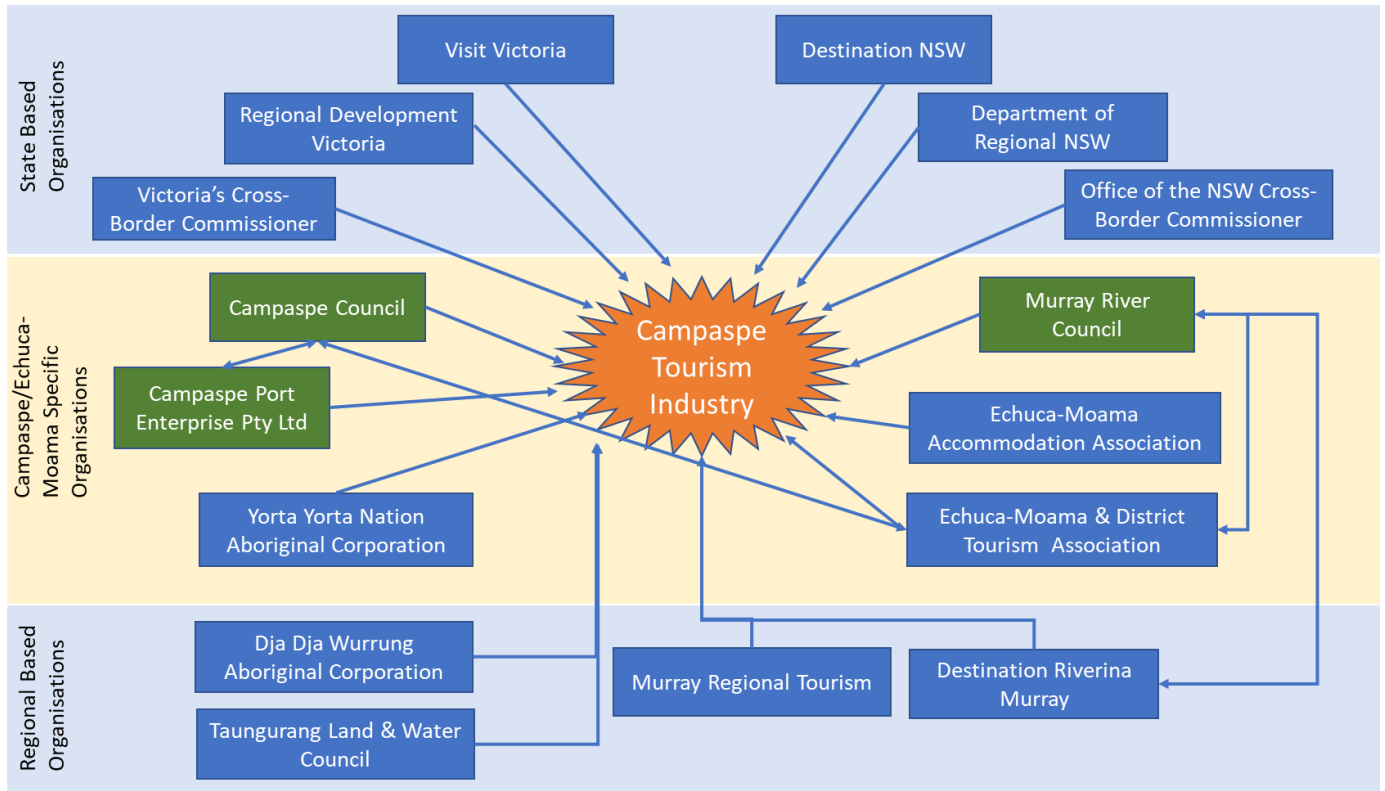 State Based
Organisations
Visit Victoria
Destination NSW
Regional Development
Victoria
Department of
Regional NSW
Victoria's Cross-
Border Commissioner
Office of the NSW Cross-
Border Commissioner
Campaspe/Echuca-
Moama Specific
Organisations
Campaspe Council
Campaspe
Tourism
Industry
Murray River
Council
Campaspe Port
Enterprise Pty Ltd
Echuca-Moama
Accommodation Association
Yorta Yorta Nation
Aboriginal Corporation
Echuca-Moama & District
Tourism Association
Regional Based
Organisations
Dja Dja Wurrung
Aboriginal Corporation
Murray Regional Tourism
Destination Riverina
Murray
Taungurang Land & Water
Council